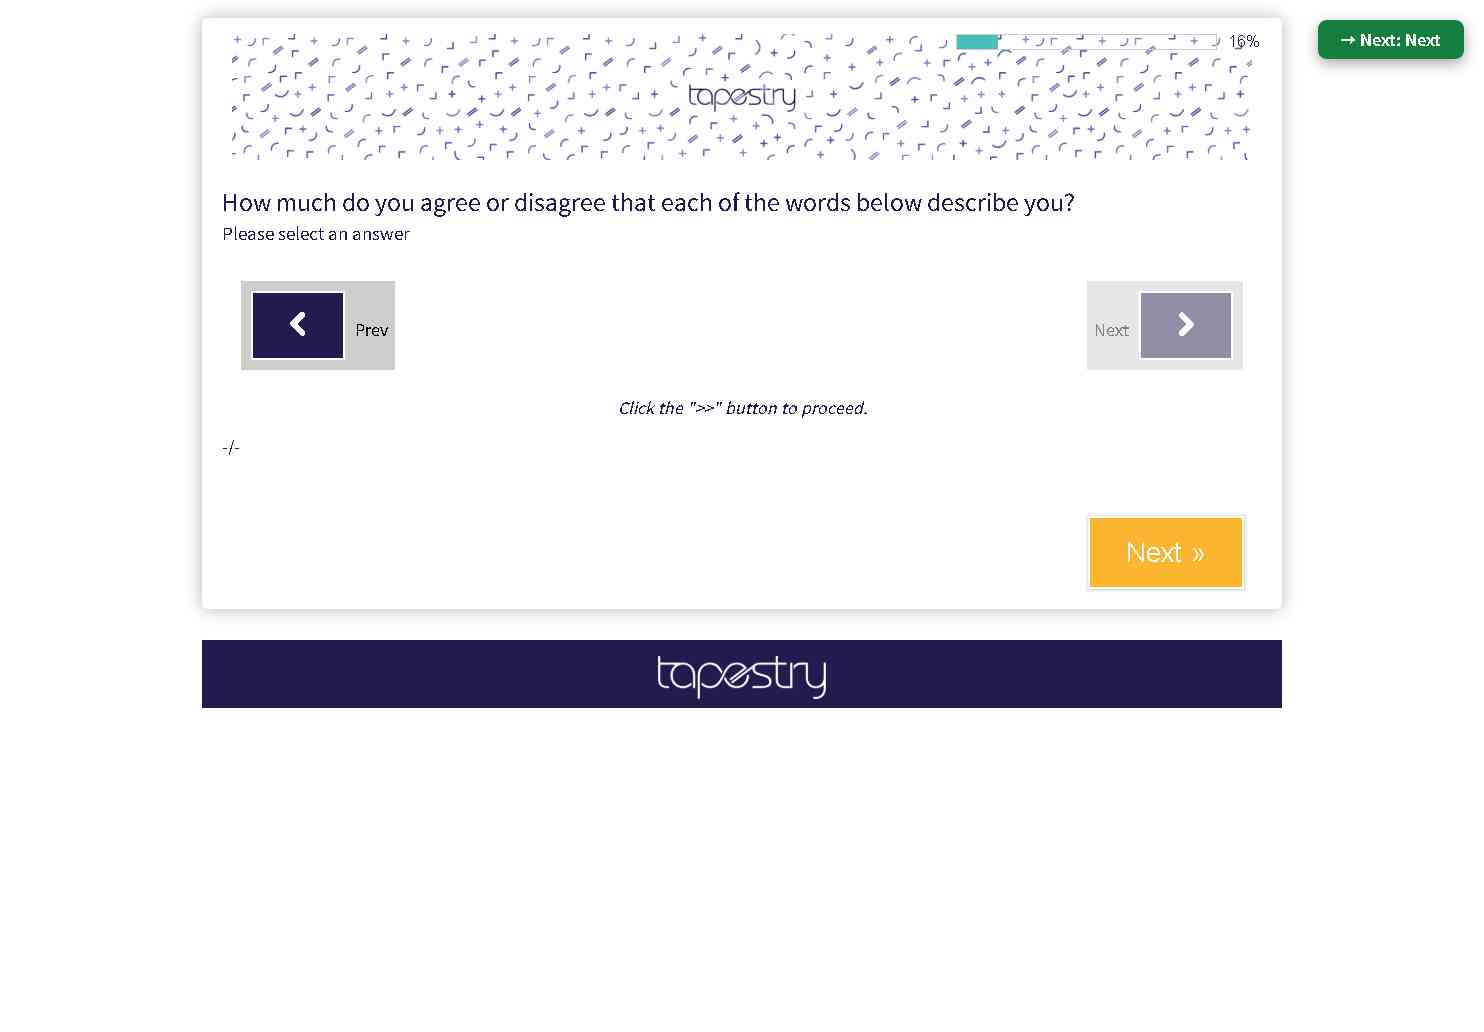 16%
→ Next: Next
tapestry
How much do you agree or disagree that each of the words below describe you?
Please select an answer
Prev
Next
Click the ">>" button to proceed.
-/-
Next »
tapestry